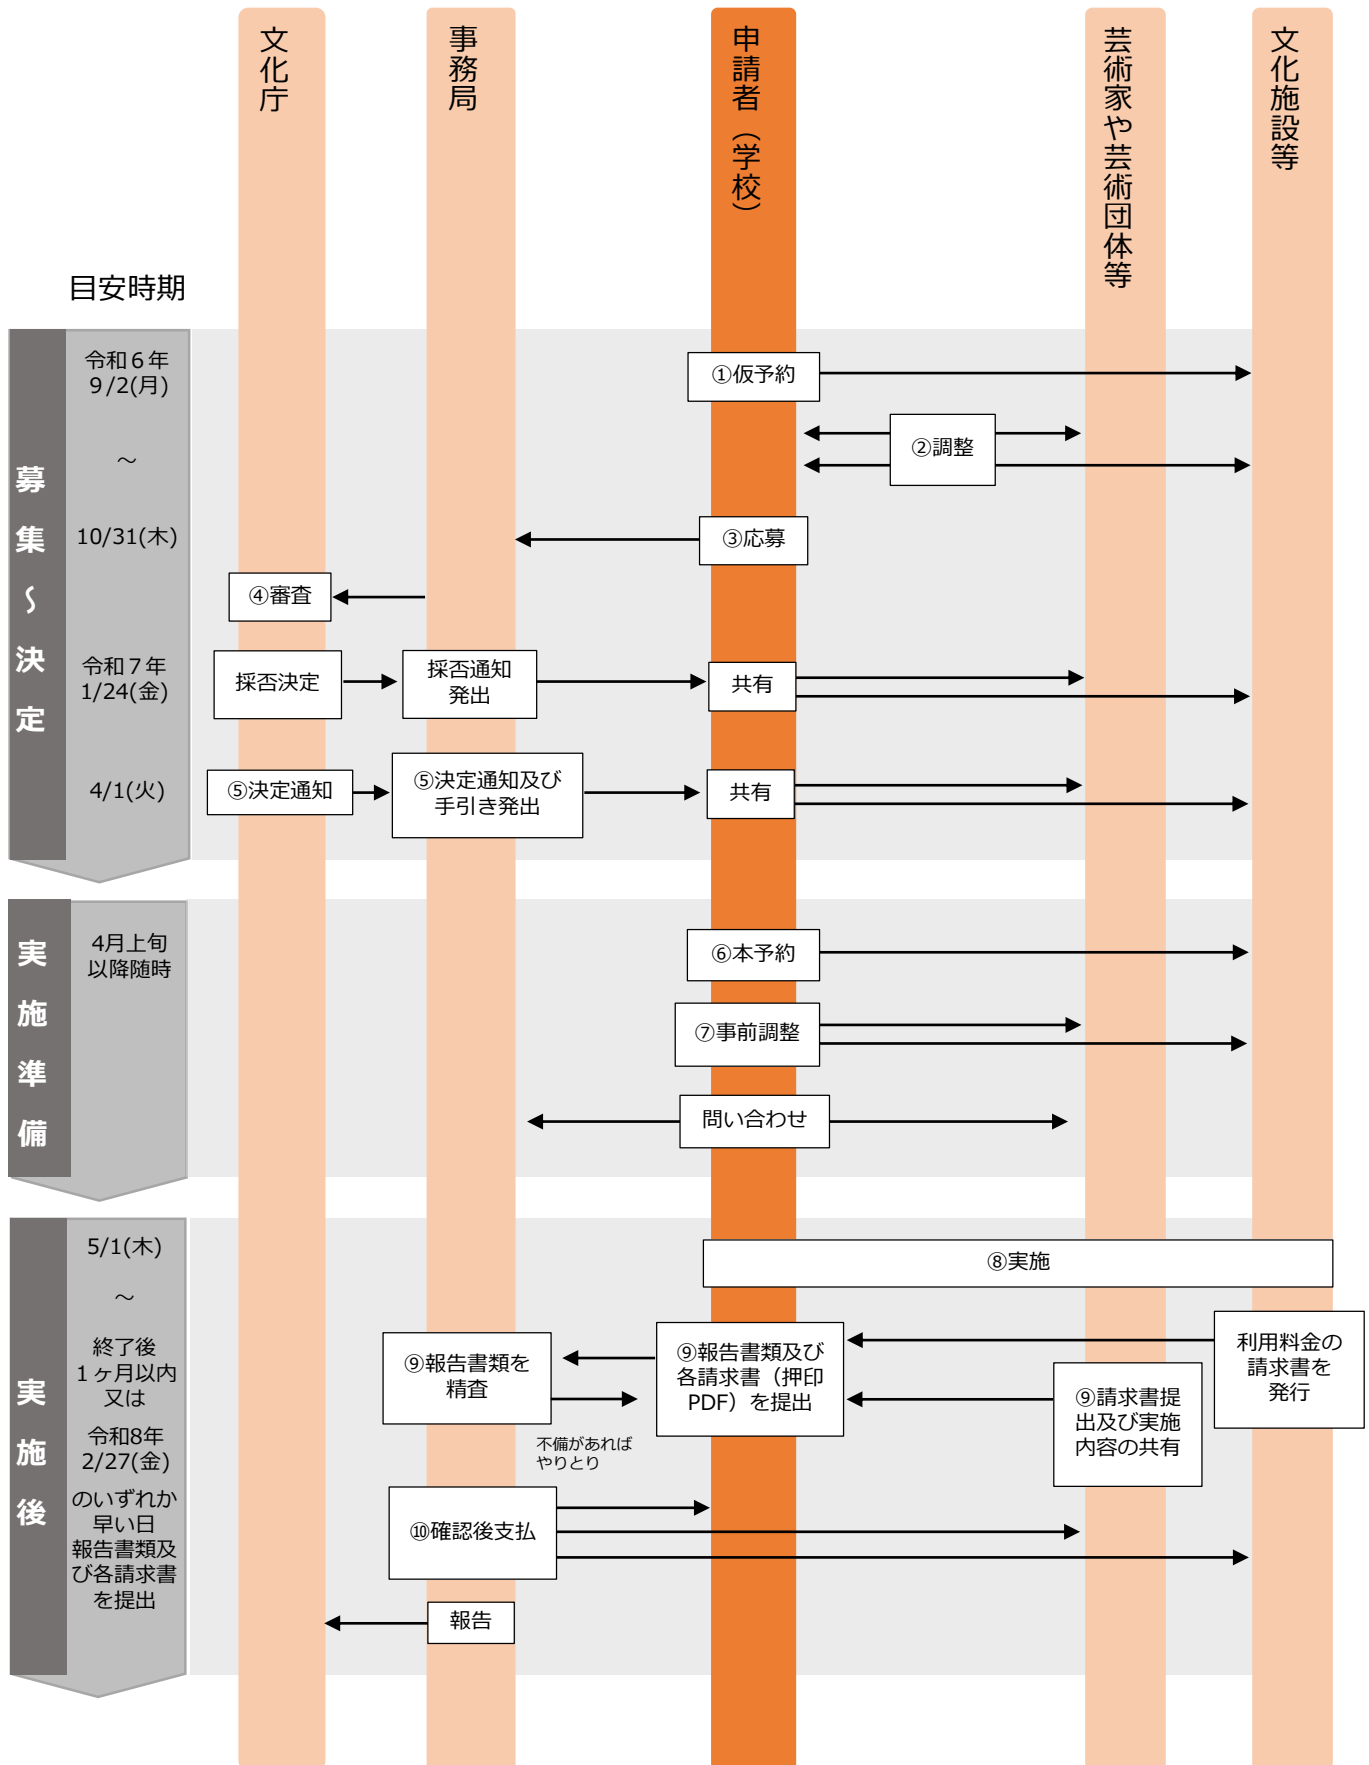 文化庁
事務局
申請者（学校）
芸術家や芸術団体等
文化施設等
目安時期
募集～決定
令和６年
９/2(月)
～
10/31(木)
令和７年
1/24(金)
4/1(火)
①仮予約
②調整
③応募
④審査
採否決定
採否通知
発出
共有
⑤決定通知
⑤決定通知及び
手引き発出
共有
実施準備
4月上旬
以降随時
⑥本予約
⑦事前調整
問い合わせ
実施後
5/1(木)
～
終了後
１ヶ月以内
又は
令和8年
2/27(金)
のいずれか
早い日
報告書類及
び各請求書
を提出
⑧実施
利用料金の
請求書を
発行
⑨報告書類を
精査
⑨報告書類及び
各請求書（押印
PDF）を提出
⑨請求書提
出及び実施
内容の共有
不備があれば
やりとり
⑩確認後支払
報告